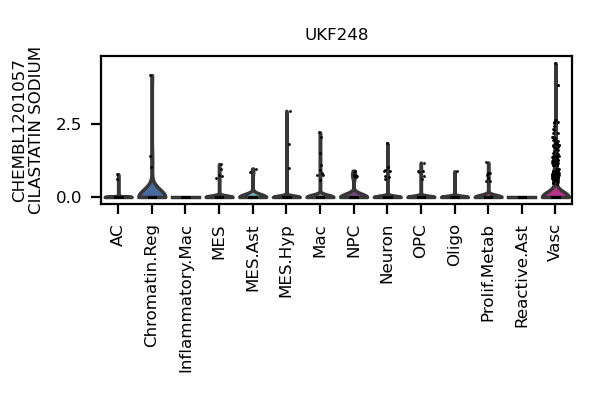 UKF248
CHEMBL1201057
CILASTATIN SODIUM
2.5
0.0
AC
Chromatin.Reg
Inflammatory.Mac
MES
MES.Ast
MES.Hyp
Mac
NPC
Neuron
OPC
Oligo
Prolif.Metab
Reactive.Ast
Vasc